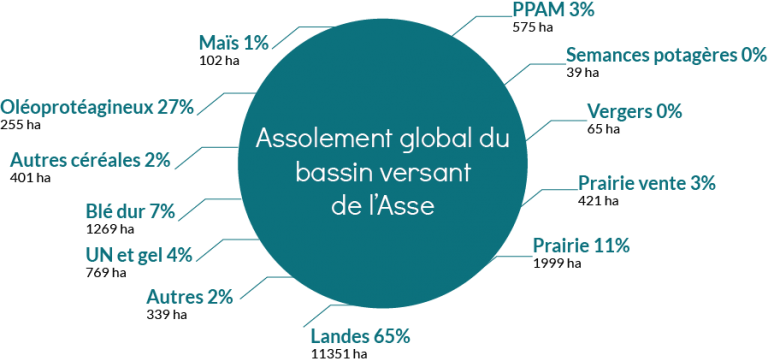 PPAM 3%
575 ha
Maïs 1%
102 ha
Semances potagères 0%
39 ha
Oléoprotéagineux 27%
255 ha
Vergers 0%
65 ha
Assolement global du
bassin versant
de l'Asse
Autres céréales 2%
401 ha
Prairie vente 3%
421 ha
Blé dur 7%
1269 ha
Prairie 11%
1999 ha
UN et gel 4%
769 ha
Autres 2%
339 ha
Landes 65%
11351 ha